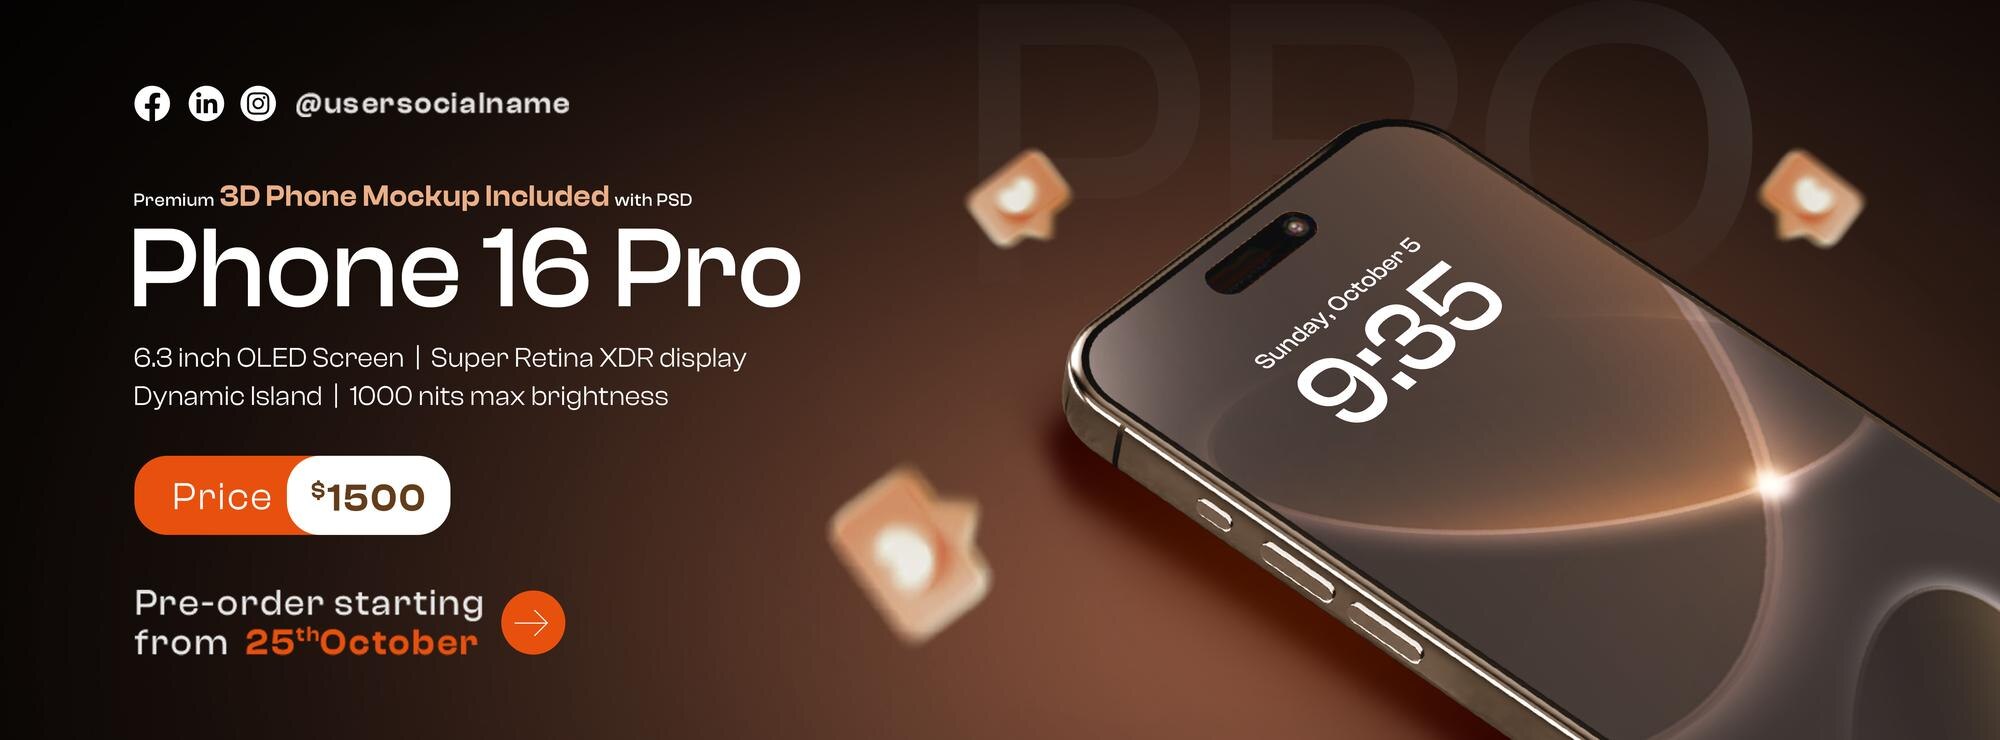 PRO
@usersocialname
Premium 3D Phone Mockup Included with PSD
Phone 16 Pro
6.3 inch OLED Screen | Super Retina XDR display
Dynamic Island | 1000 nits max brightness
Price $1500
Pre-order starting
from 25thOctober
Sunday, October 5
9:35